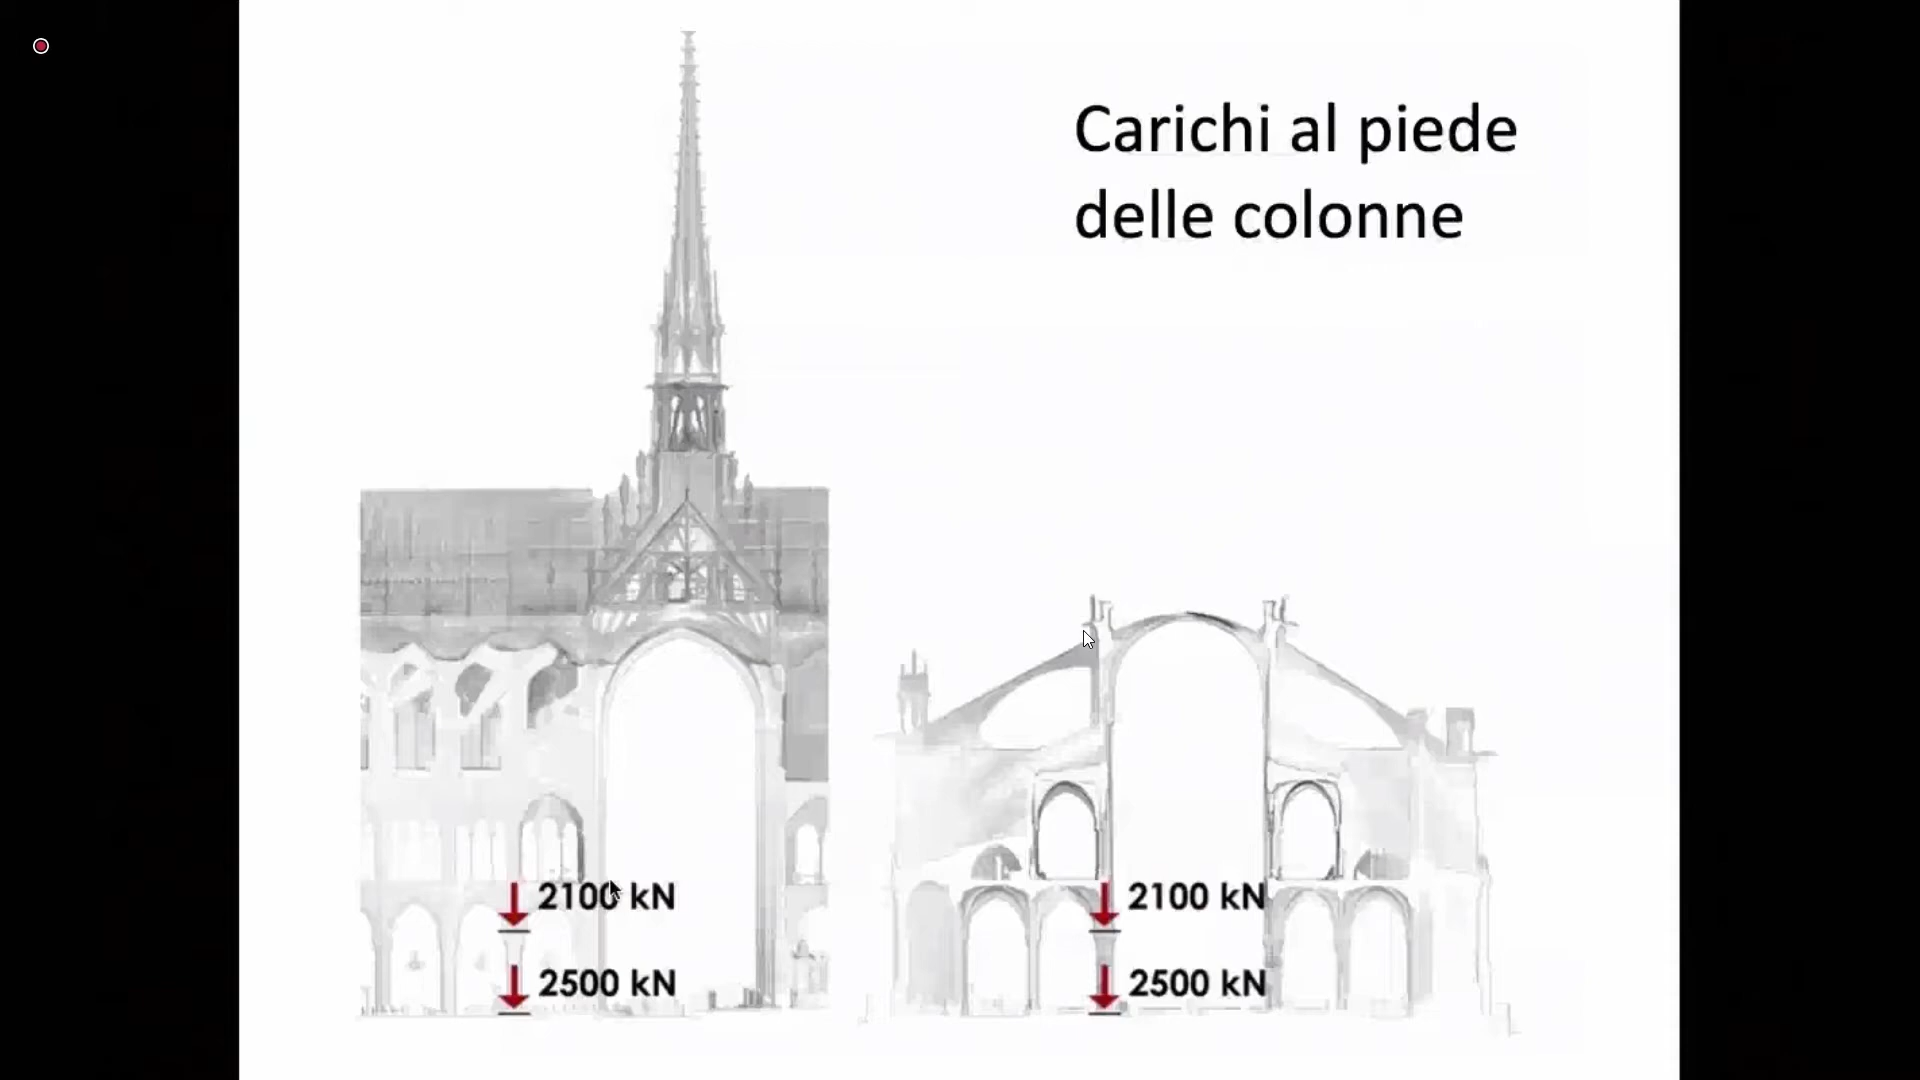 Carichi al piede
delle colonne
2100 kN
2500 kN
2100 kN
2500 kN